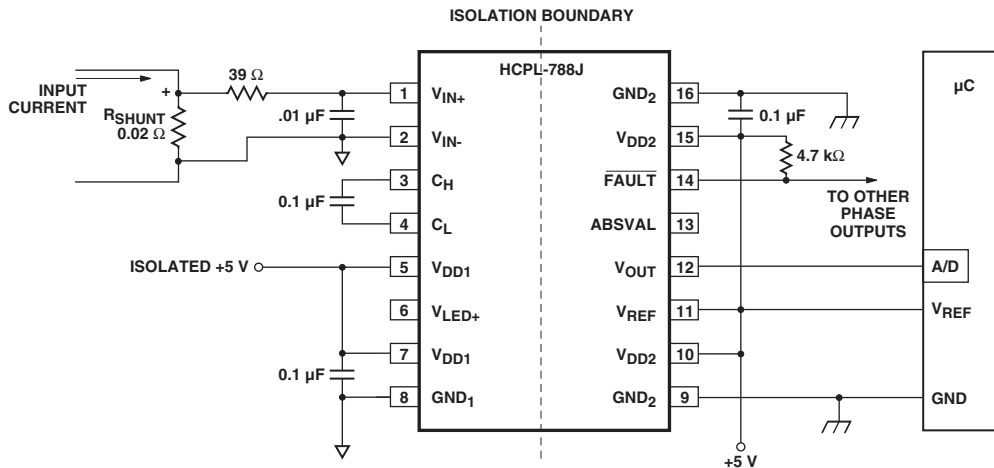 ISOLATION BOUNDARY
HCPL-788J
µC
INPUT
CURRENT
+
39 Ω
R_SHUNT
0.02 Ω
.01 µF
0.1 µF
ISOLATED +5 V
0.1 µF
1 V_IN+
2 V_IN-
3 C_H
4 C_L
5 V_DD1
6 V_LED+
7 V_DD1
8 GND_1
GND_2 16
V_DD2 15
F̅A̅U̅L̅T̅ 14
ABSVAL 13
V_OUT 12
V_REF 11
V_DD2 10
GND_2 9
0.1 µF
4.7 kΩ
TO OTHER
PHASE
OUTPUTS
A/D
V_REF
GND
+5 V